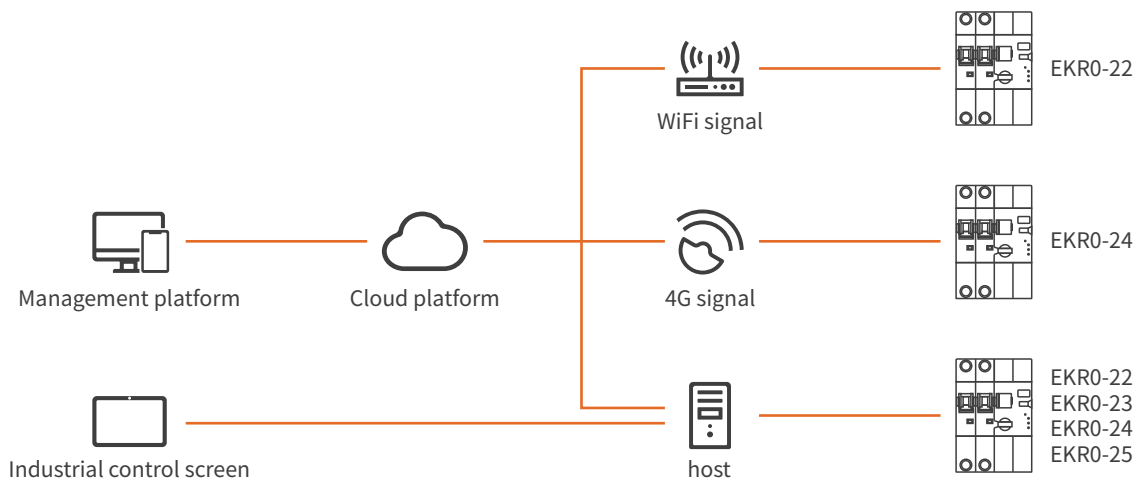 EKR0-22
WiFi signal
EKR0-24
Management platform
Cloud platform
4G signal
EKR0-22
EKR0-23
EKR0-24
EKR0-25
Industrial control screen
host